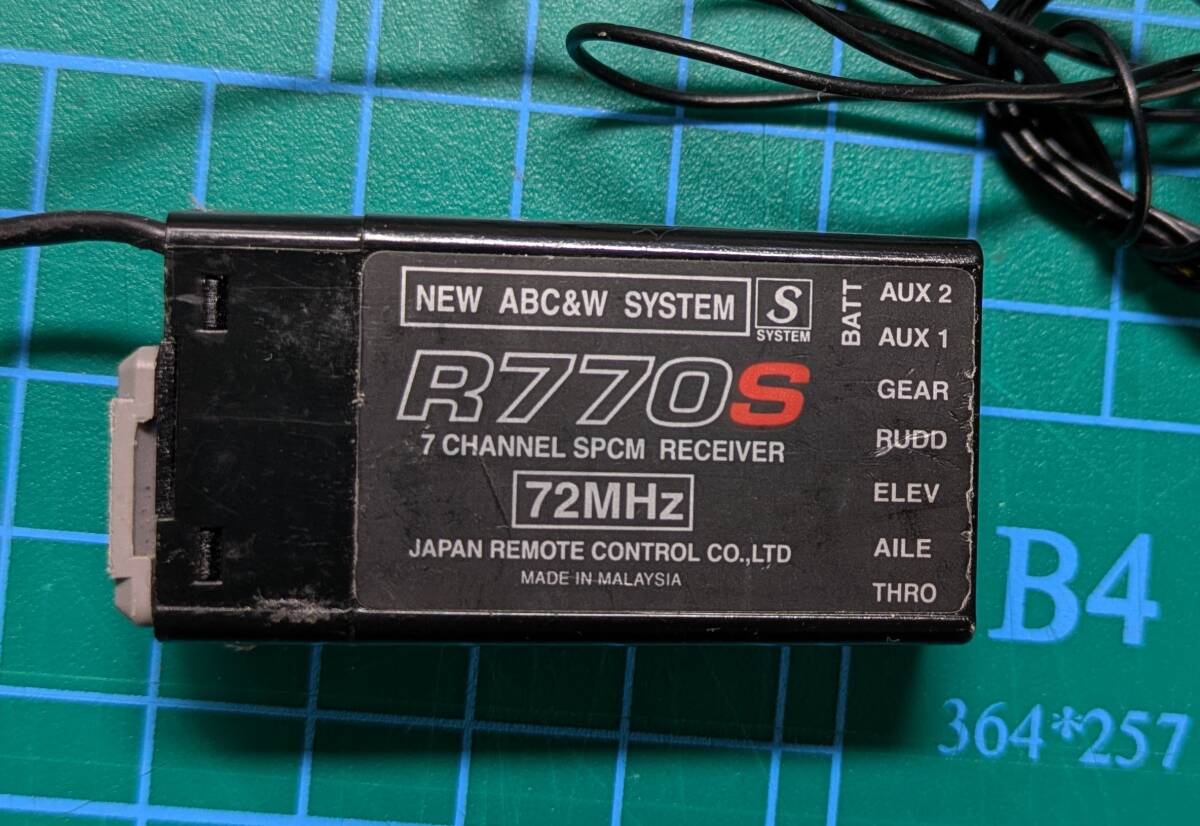 NEW ABC&W SYSTEM
S
SYSTEM
R770S
7 CHANNEL SPCM RECEIVER
72MHz
JAPAN REMOTE CONTROL CO.,LTD
MADE IN MALAYSIA
BATT
AUX 2
AUX 1
GEAR
RUDD
ELEV
AILE
THRO
B4
364*257